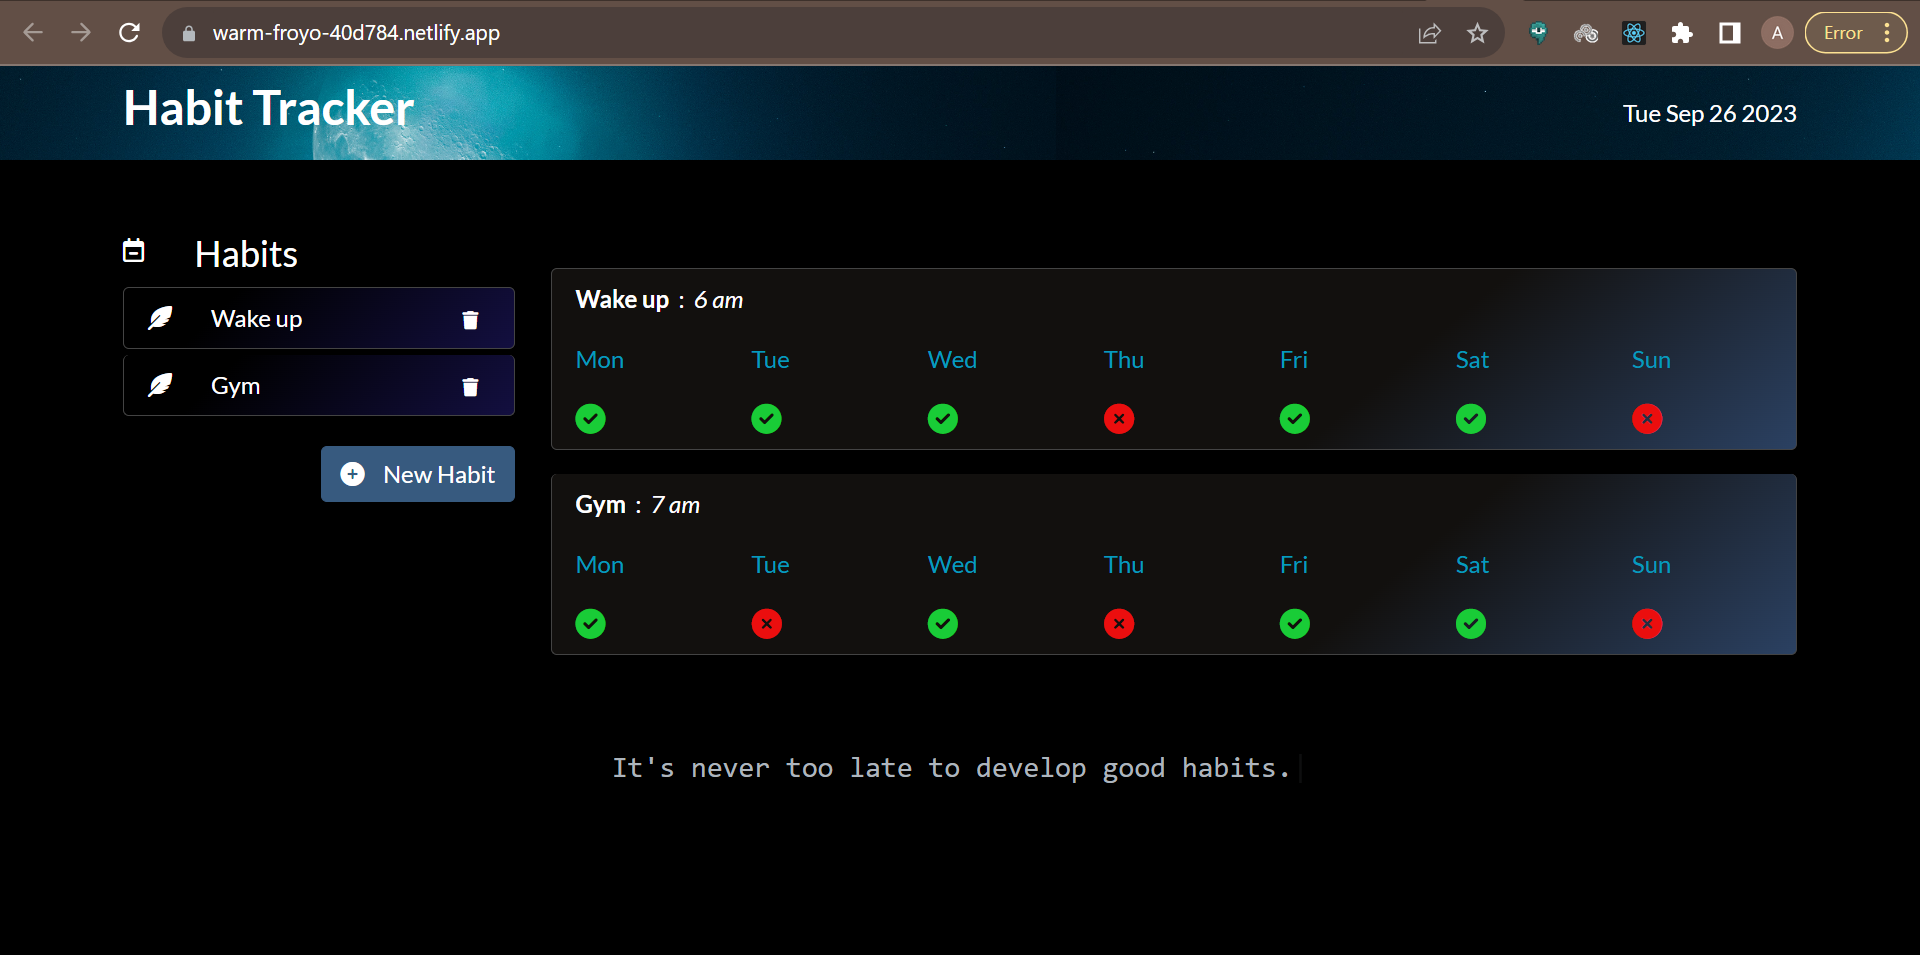 warm-froyo-40d784.netlify.app
A
Error
Habit Tracker
Tue Sep 26 2023
Habits
Wake up
Gym
New Habit
Wake up : 6 am
Mon Tue Wed Thu Fri Sat Sun
Gym : 7 am
Mon Tue Wed Thu Fri Sat Sun
It's never too late to develop good habits.